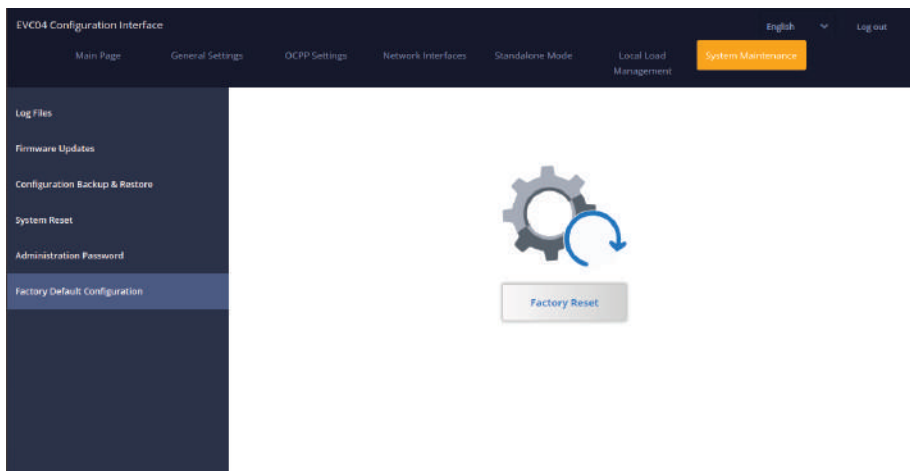 EVC04 Configuration Interface
English
Log out
Main Page
General Settings
OCPP Settings
Network Interfaces
Standalone Mode
Local Load
Management
System Maintenance
Log Files
Firmware Updates
Configuration Backup & Restore
System Reset
Administration Password
Factory Default Configuration
Factory Reset